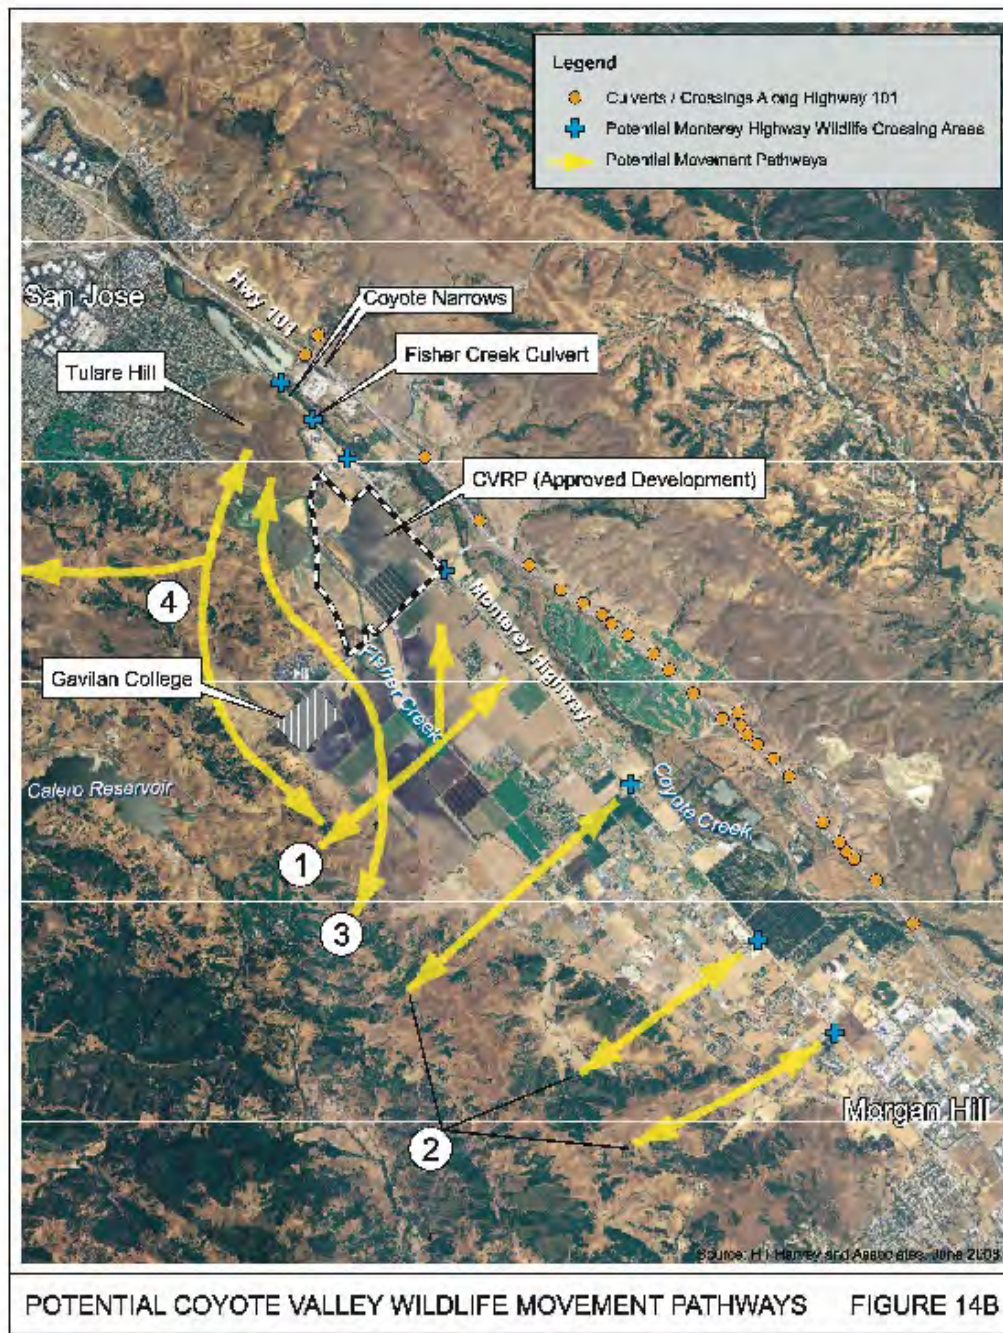 Legend
Culverts / Crossings Along Highway 101
Potential Monterey Highway Wildlife Crossing Areas
Potential Movement Pathways
San Jose
Hwy 101
Coyote Narrows
Fisher Creek Culvert
Tulare Hill
CVRP (Approved Development)
4
Monterey Highway
Fisher Creek
Gavilan College
Calero Reservoir
Coyote Creek
1
3
2
Morgan Hill
Source: H.T. Harvey and Associates, June 2008
POTENTIAL COYOTE VALLEY WILDLIFE MOVEMENT PATHWAYS FIGURE 14B